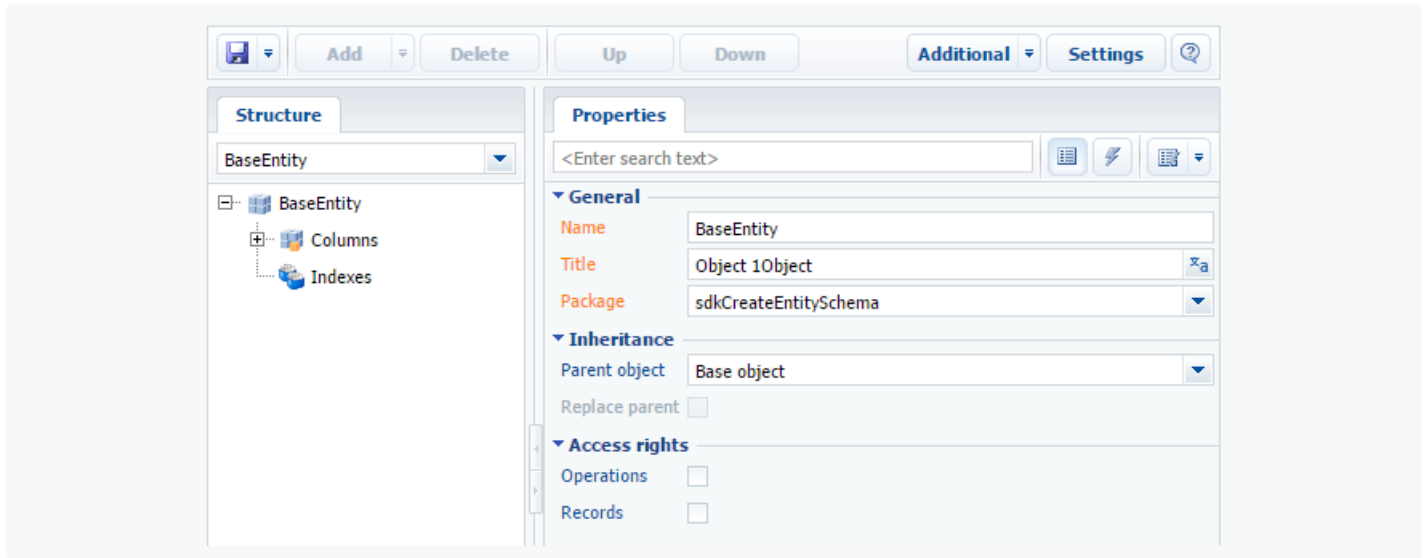 Add Delete Up Down Additional Settings
Structure
Properties
BaseEntity
<Enter search text>
BaseEntity
Columns
Indexes
General
Name BaseEntity
Title Object 1Object
Package sdkCreateEntitySchema
Inheritance
Parent object Base object
Replace parent
Access rights
Operations
Records